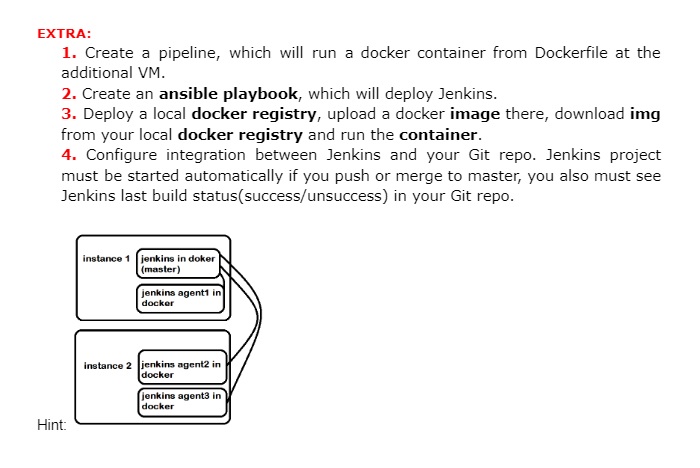 EXTRA:
1. Create a pipeline, which will run a docker container from Dockerfile at the
additional VM.
2. Create an ansible playbook, which will deploy Jenkins.
3. Deploy a local docker registry, upload a docker image there, download img
from your local docker registry and run the container.
4. Configure integration between Jenkins and your Git repo. Jenkins project
must be started automatically if you push or merge to master, you also must see
Jenkins last build status(success/unsuccess) in your Git repo.
instance 1
jenkins in doker
(master)
jenkins agent1 in
docker
instance 2
jenkins agent2 in
docker
jenkins agent3 in
docker
Hint: